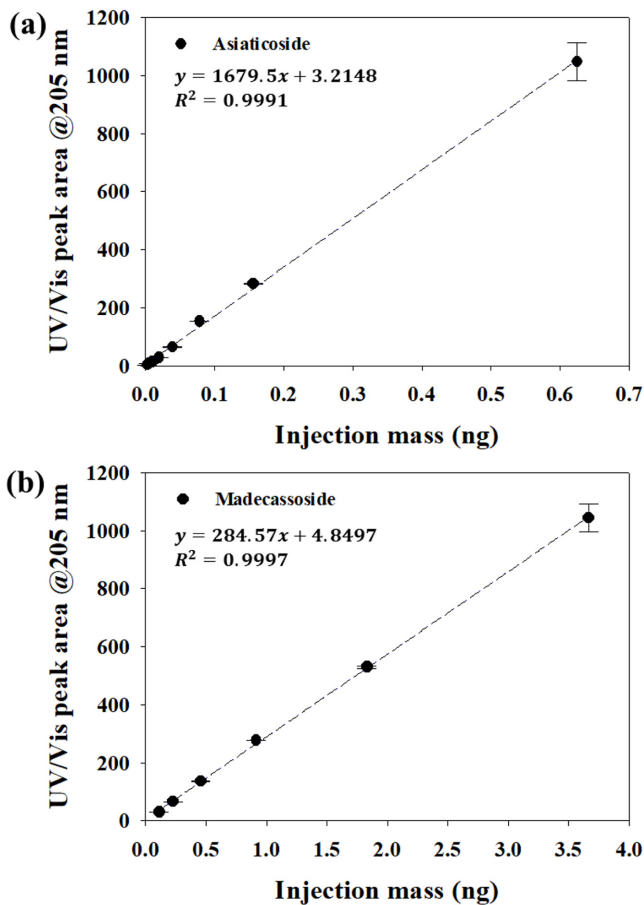 (a)
UV/Vis peak area @205 nm
1200
1000
800
600
400
200
0
Asiaticoside
y = 1679.5x + 3.2148
R² = 0.9991
0.0 0.1 0.2 0.3 0.4 0.5 0.6 0.7
Injection mass (ng)
(b)
UV/Vis peak area @205 nm
1200
1000
800
600
400
200
0
Madecassoside
y = 284.57x + 4.8497
R² = 0.9997
0.0 0.5 1.0 1.5 2.0 2.5 3.0 3.5 4.0
Injection mass (ng)